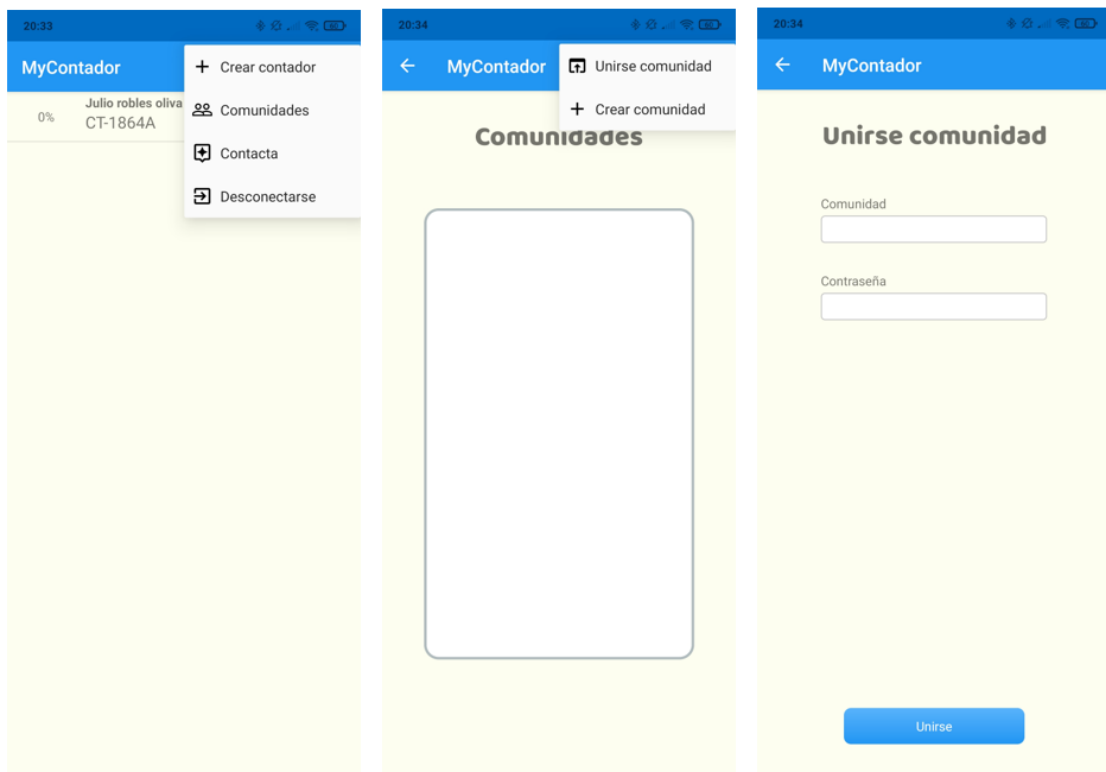 20:33
MyContador
Crear contador
Comunidades
Contacta
Desconectarse
0%
Julio robles oliva
CT-1864A
20:34
MyContador
Unirse comunidad
Crear comunidad
Comunidades
20:34
MyContador
Unirse comunidad
Comunidad
Contraseña
Unirse